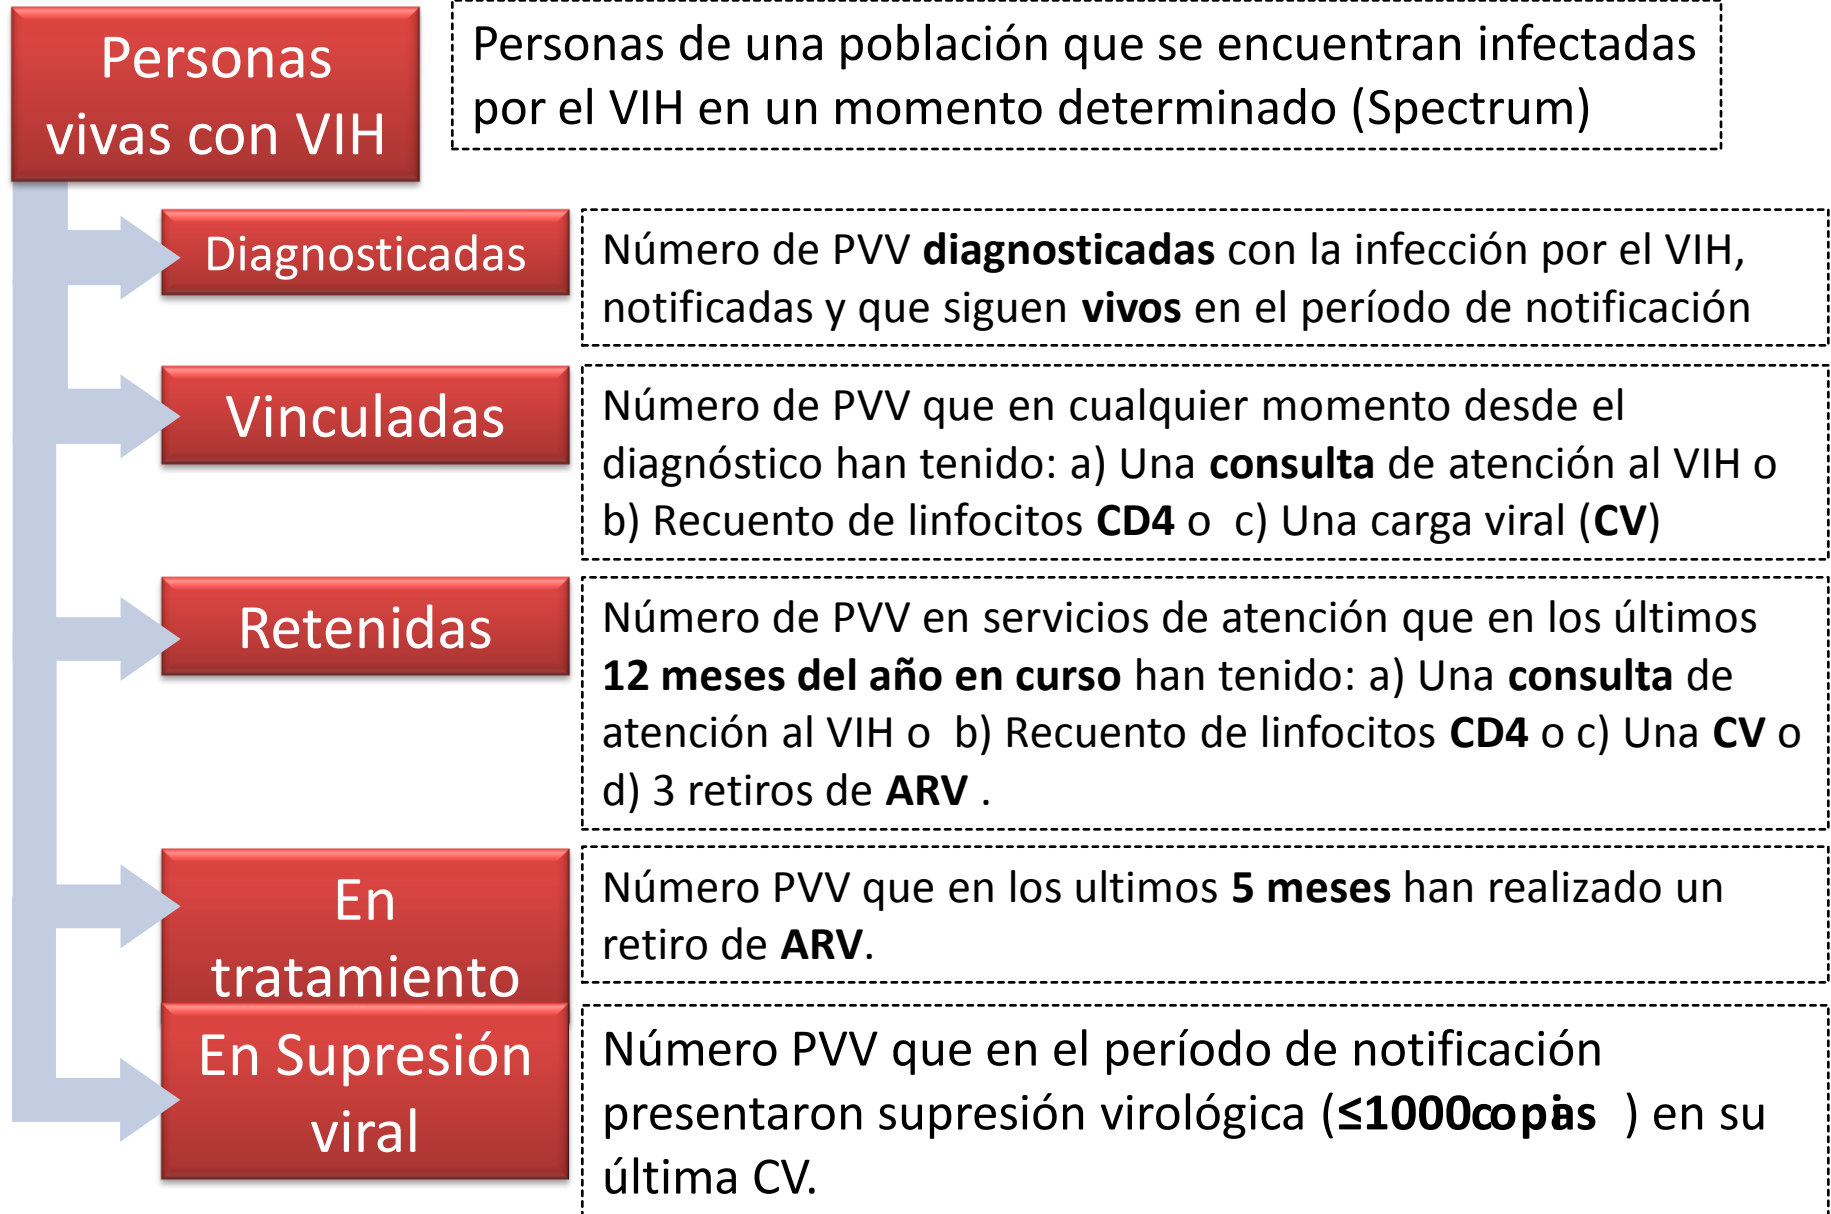 Personas
vivas con VIH
Personas de una población que se encuentran infectadas
por el VIH en un momento determinado (Spectrum)
Diagnosticadas
Número de PVV diagnosticadas con la infección por el VIH,
notificadas y que siguen vivos en el período de notificación
Vinculadas
Número de PVV que en cualquier momento desde el
diagnóstico han tenido: a) Una consulta de atención al VIH o
b) Recuento de linfocitos CD4 o c) Una carga viral (CV)
Retenidas
Número de PVV en servicios de atención que en los últimos
12 meses del año en curso han tenido: a) Una consulta de
atención al VIH o b) Recuento de linfocitos CD4 o c) Una CV o
d) 3 retiros de ARV .
En
tratamiento
Número PVV que en los ultimos 5 meses han realizado un
retiro de ARV.
En Supresión
viral
Número PVV que en el período de notificación
presentaron supresión virológica (≤1000copias ) en su
última CV.